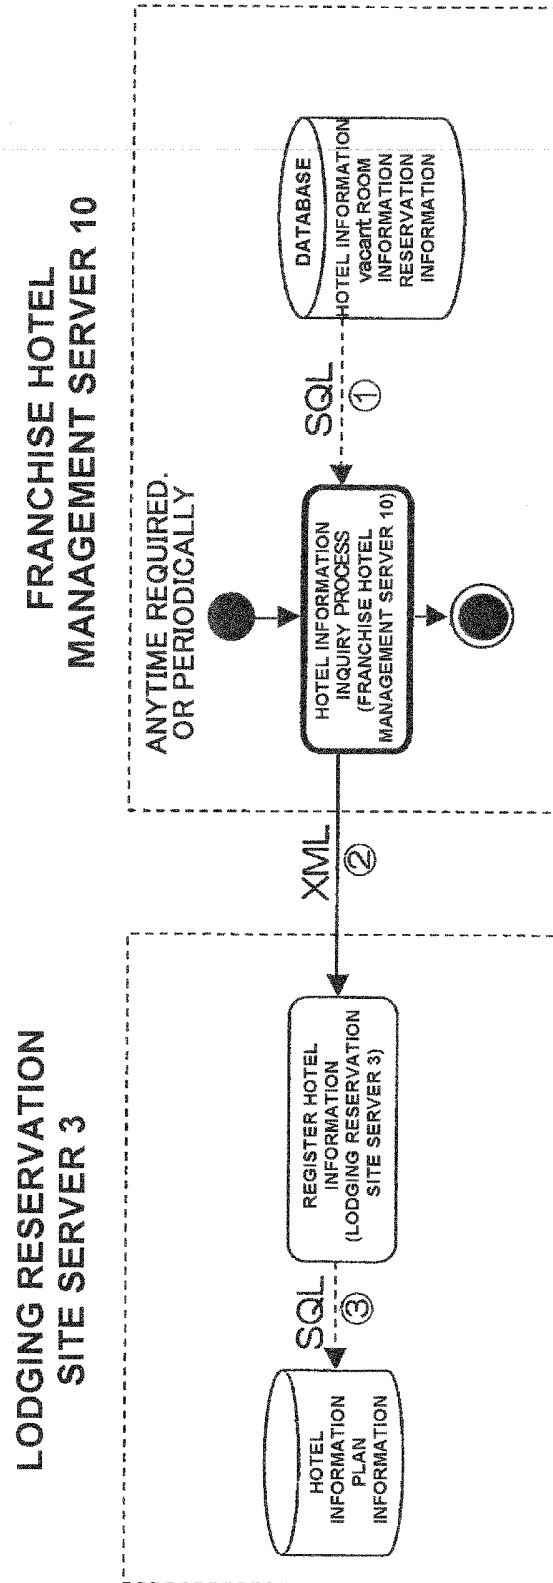 LODGING RESERVATION
SITE SERVER 3
FRANCHISE HOTEL
MANAGEMENT SERVER 10
HOTEL
INFORMATION
PLAN
INFORMATION
SQL
③
REGISTER HOTEL
INFORMATION
(LODGING RESERVATION
SITE SERVER 3)
XML
②
ANYTIME REQUIRED.
OR PERIODICALLY
HOTEL INFORMATION
INQUIRY PROCESS
(FRANCHISE HOTEL
MANAGEMENT SERVER 10)
SQL
①
DATABASE
HOTEL INFORMATION
vacant ROOM
INFORMATION
RESERVATION
INFORMATION